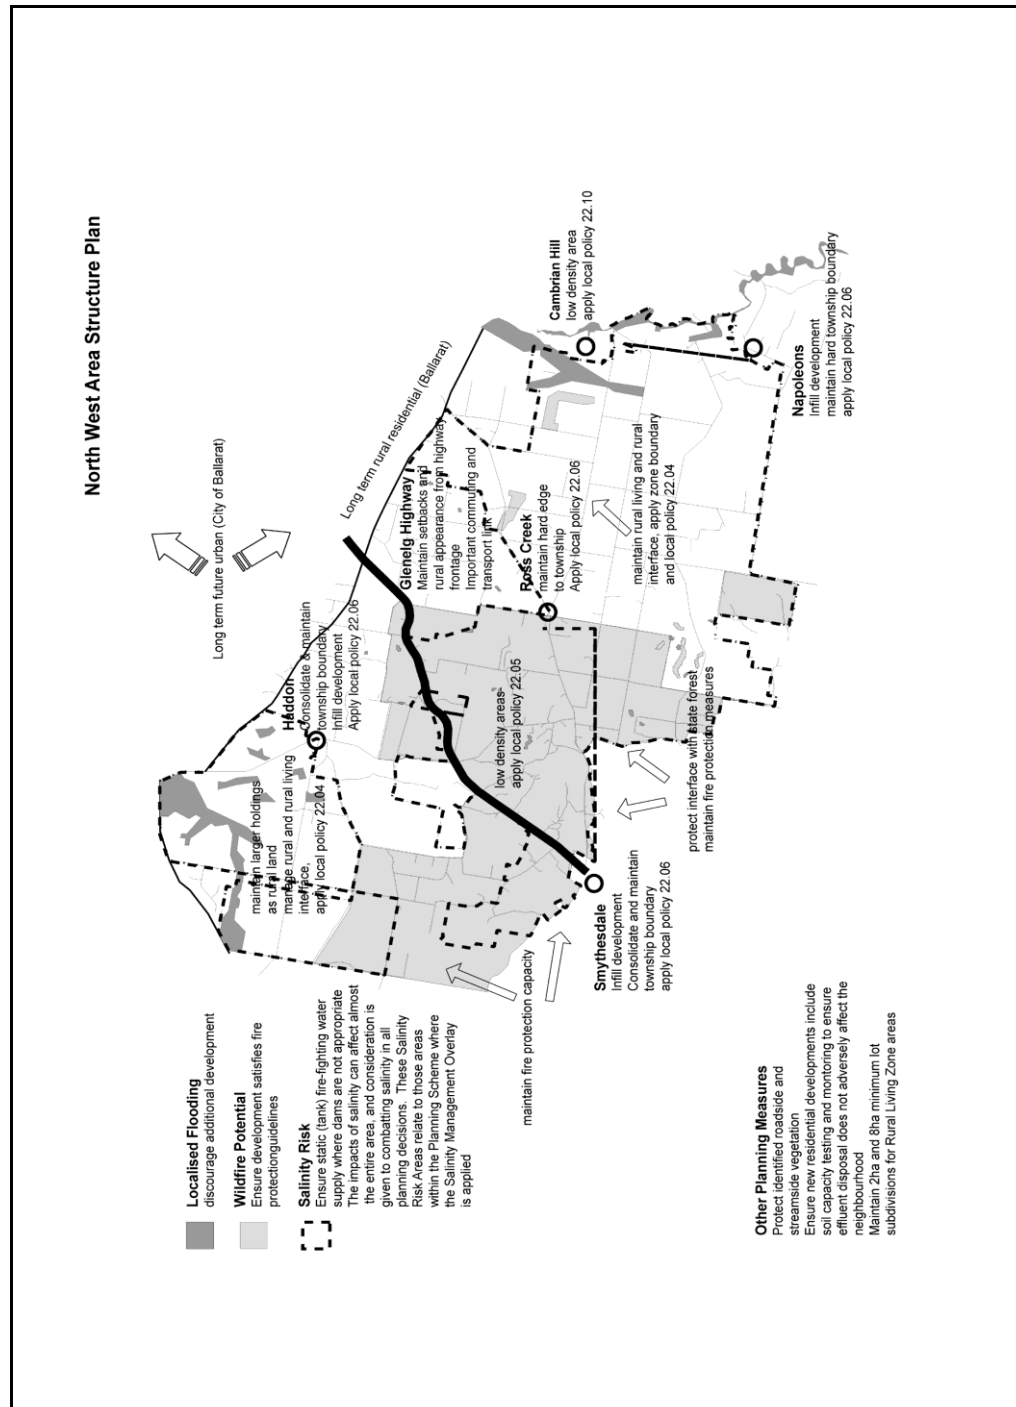 North West Area Structure Plan
Long term future urban (City of Ballarat)
Long term rural residential (Ballarat)
Haddon
Consolidate & maintain
township boundary
Infill development
Apply local policy 22.06
Glenelg Highway
Maintain setbacks and
rural appearance from highway
frontage
Important commuting and
transport link
Cambrian Hill
low density area
apply local policy 22.10
Ross Creek
maintain hard edge
to township
Apply local policy 22.06
maintain rural living and rural
interface, apply zone boundary
and local policy 22.04
Napoleons
Infill development
maintain hard township boundary
apply local policy 22.06
maintain larger holdings
as rural land
manage rural and rural living
interface,
apply local policy 22.04
low density areas
apply local policy 22.05
protect interface with state forest
maintain fire protection measures
Smythesdale
Infill development
Consolidate and maintain
township boundary
apply local policy 22.06
maintain fire protection capacity
Localised Flooding
discourage additional development
Wildfire Potential
Ensure development satisfies fire
protectionguidelines
Salinity Risk
Ensure static (tank) fire-fighting water
supply where dams are not appropriate
The impacts of salinity can affect almost
the entire area, and consideration is
given to combatting salinity in all
planning decisions. These Salinity
Risk Areas relate to those areas
within the Planning Scheme where
the Salinity Management Overlay
is applied
Other Planning Measures
Protect identified roadside and
streamside vegetation
Ensure new residential developments include
soil capacity testing and montoring to ensure
effluent disposal does not adversely affect the
neighbourhood
Maintain 2ha and 8ha minimum lot
subdivisions for Rural Living Zone areas